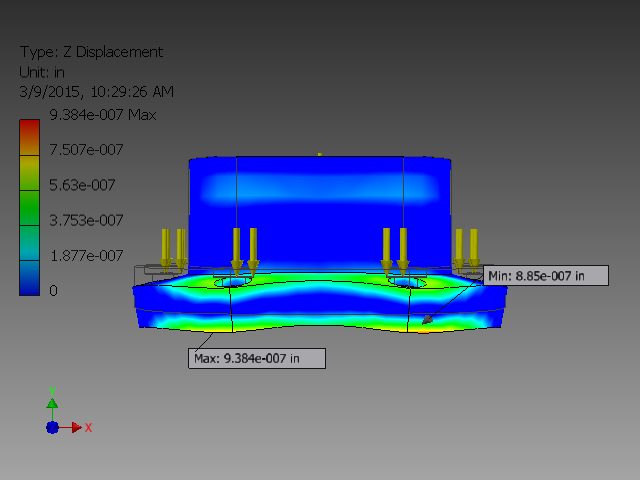 Type: Z Displacement
Unit: in
3/9/2015, 10:29:26 AM
9.384e-007 Max
7.507e-007
5.63e-007
3.753e-007
1.877e-007
0
Min: 8.85e-007 in
Max: 9.384e-007 in
Y
X